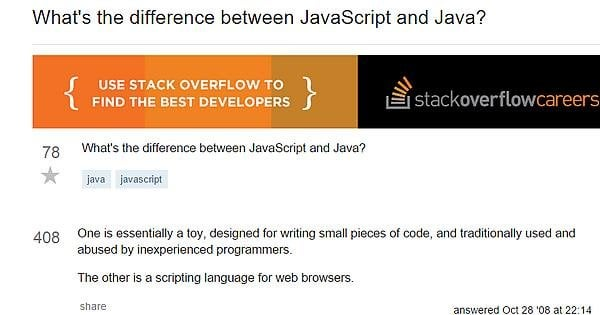 What's the difference between JavaScript and Java?
{ USE STACK OVERFLOW TO
FIND THE BEST DEVELOPERS }
stackoverflowcareers
78
What's the difference between JavaScript and Java?
java javascript
408
One is essentially a toy, designed for writing small pieces of code, and traditionally used and
abused by inexperienced programmers.
The other is a scripting language for web browsers.
share
answered Oct 28 '08 at 22:14